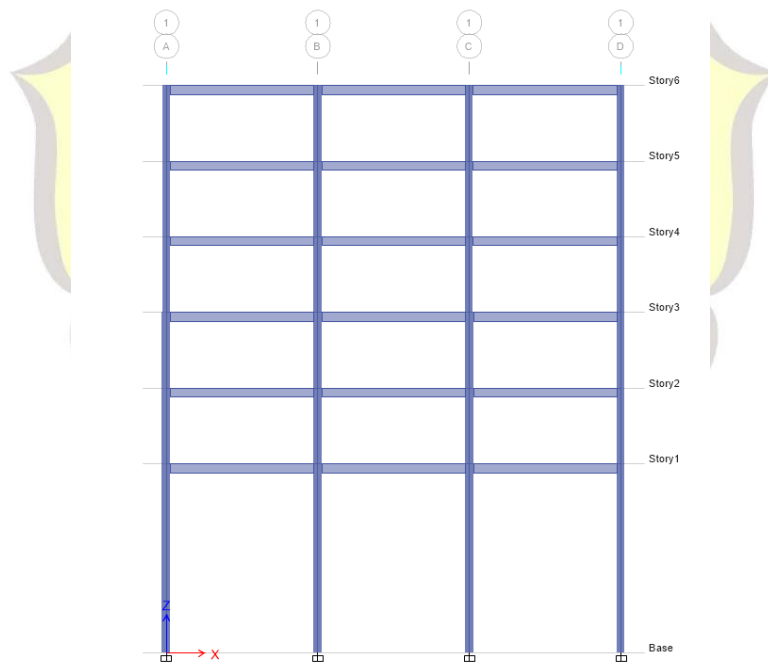 1 1 1 1
A B C D
Story6
Story5
Story4
Story3
Story2
Story1
Z
X
Base